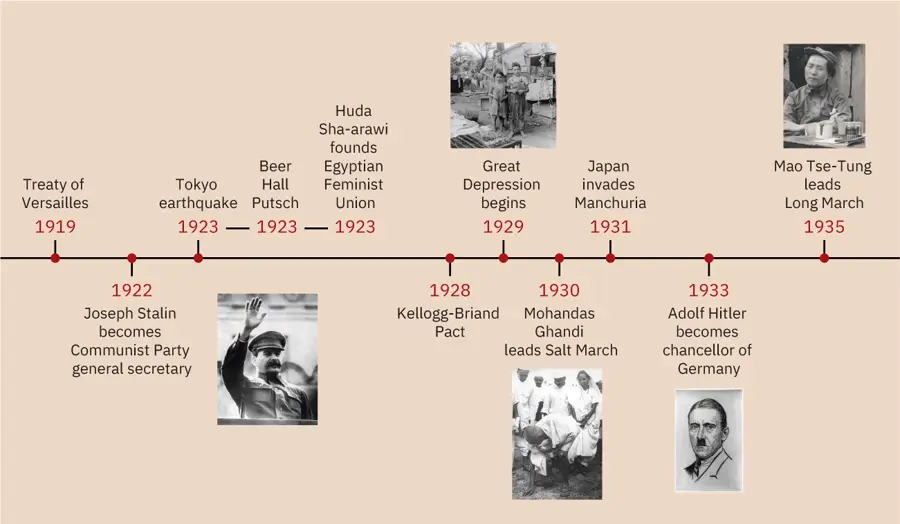 Treaty of
Versailles
1919
Joseph Stalin
becomes
Communist Party
general secretary
1922
Tokyo
earthquake
1923
Beer
Hall
Putsch
1923
Huda
Sha-arawi
founds
Egyptian
Feminist
Union
1923
1928
Kellogg-Briand
Pact
Great
Depression
begins
1929
1930
Mohandas
Ghandi
leads Salt March
Japan
invades
Manchuria
1931
1933
Adolf Hitler
becomes
chancellor of
Germany
Mao Tse-Tung
leads
Long March
1935